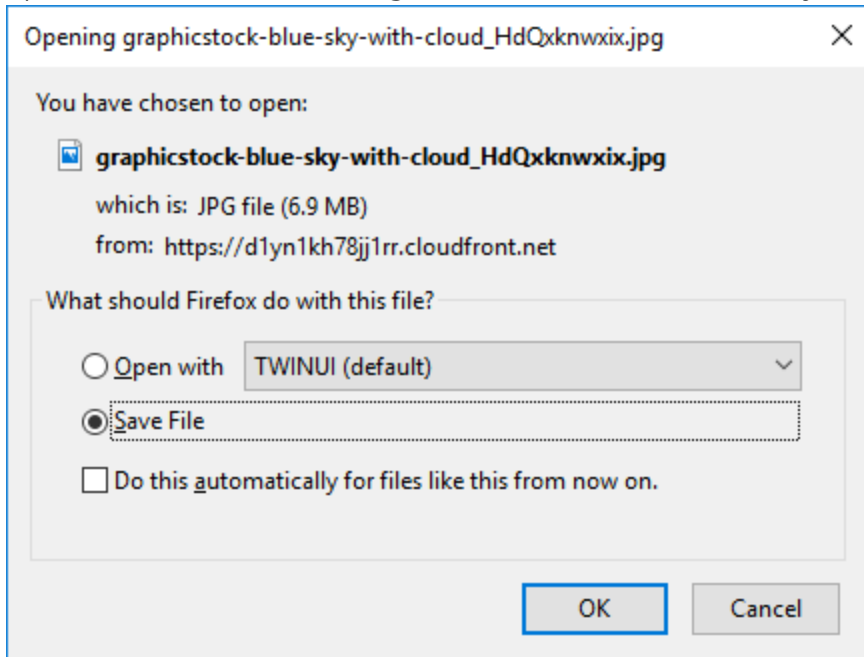 Opening graphicstock-blue-sky-with-cloud_HdQxknwxix.jpg
You have chosen to open:
graphicstock-blue-sky-with-cloud_HdQxknwxix.jpg
which is: JPG file (6.9 MB)
from: https://d1yn1kh78jj1rr.cloudfront.net
What should Firefox do with this file?
Open with TWINUI (default)
Save File
Do this automatically for files like this from now on.
OK Cancel